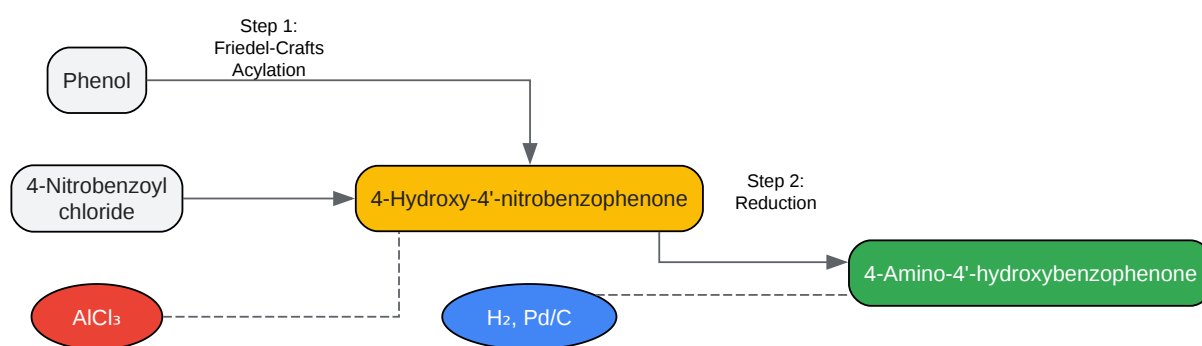 Step 1:
Friedel-Crafts
Acylation
Phenol
4-Nitrobenzoyl
chloride
4-Hydroxy-4'-nitrobenzophenone
Step 2:
Reduction
4-Amino-4'-hydroxybenzophenone
AlCl₃
H₂, Pd/C